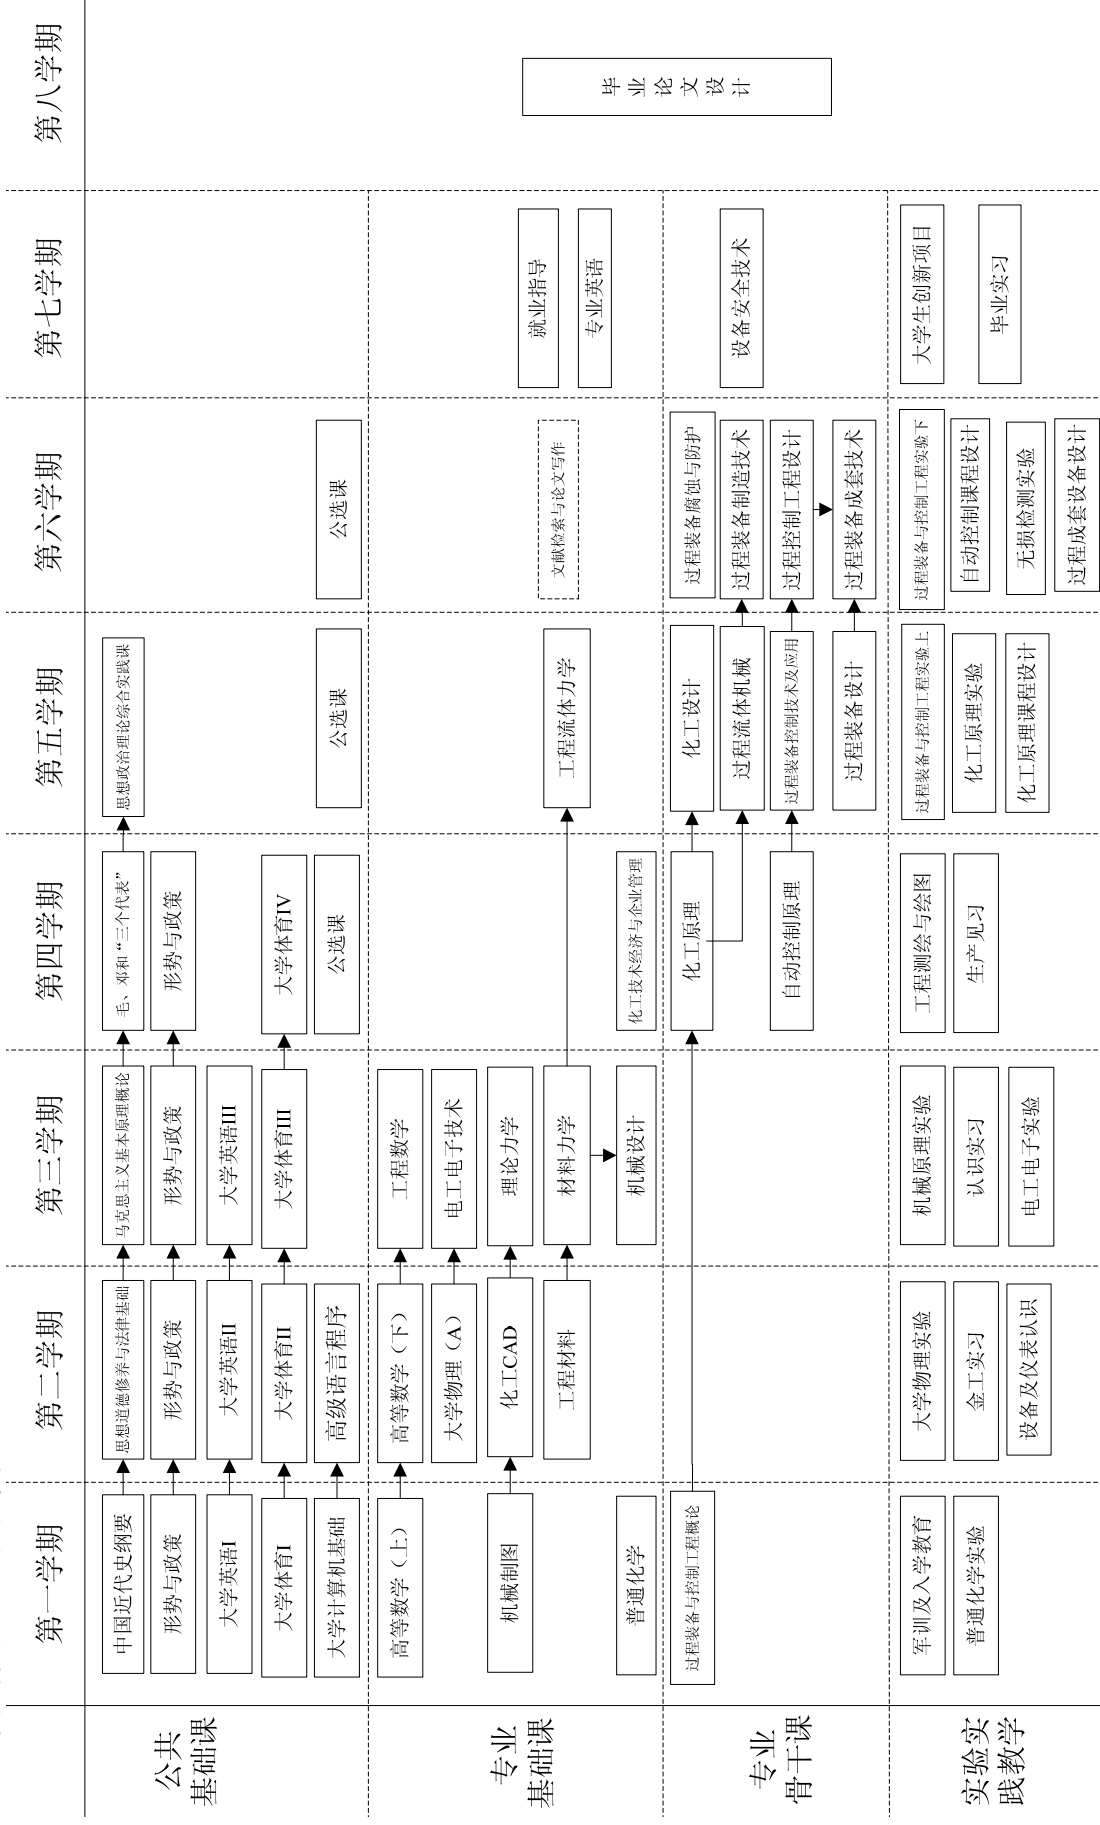 第一学期
第二学期
第三学期
第四学期
第五学期
第六学期
第七学期
第八学期
公共
基础课
中国近代史纲要
思想道德修养与法律基础
马克思主义基本原理概论
毛、邓和“三个代表”
思想政治理论综合实践课
形势与政策
形势与政策
形势与政策
形势与政策
大学英语I
大学英语II
大学英语III
大学体育I
大学体育II
大学体育III
大学体育IV
大学计算机基础
高级语言程序
公选课
公选课
公选课
专业
基础课
高等数学（上）
高等数学（下）
工程数学
大学物理（A）
电工电子技术
机械制图
化工CAD
理论力学
就业指导
工程材料
材料力学
工程流体力学
文献检索与论文写作
专业英语
普通化学
机械设计
化工技术经济与企业管理
毕业论文设计
专业
骨干课
过程装备与控制工程概论
化工原理
化工设计
过程装备腐蚀与防护
过程流体机械
过程装备制造技术
设备安全技术
自动控制原理
过程装备控制技术及应用
过程控制工程设计
过程装备设计
过程装备成套技术
实验实
践教学
军训及入学教育
大学物理实验
机械原理实验
工程测绘与绘图
过程装备与控制工程实验上
过程装备与控制工程实验下
大学生创新项目
普通化学实验
金工实习
认识实习
生产见习
化工原理实验
自动控制课程设计
毕业实习
设备及仪表认识
电工电子实验
化工原理课程设计
无损检测实验
过程成套设备设计